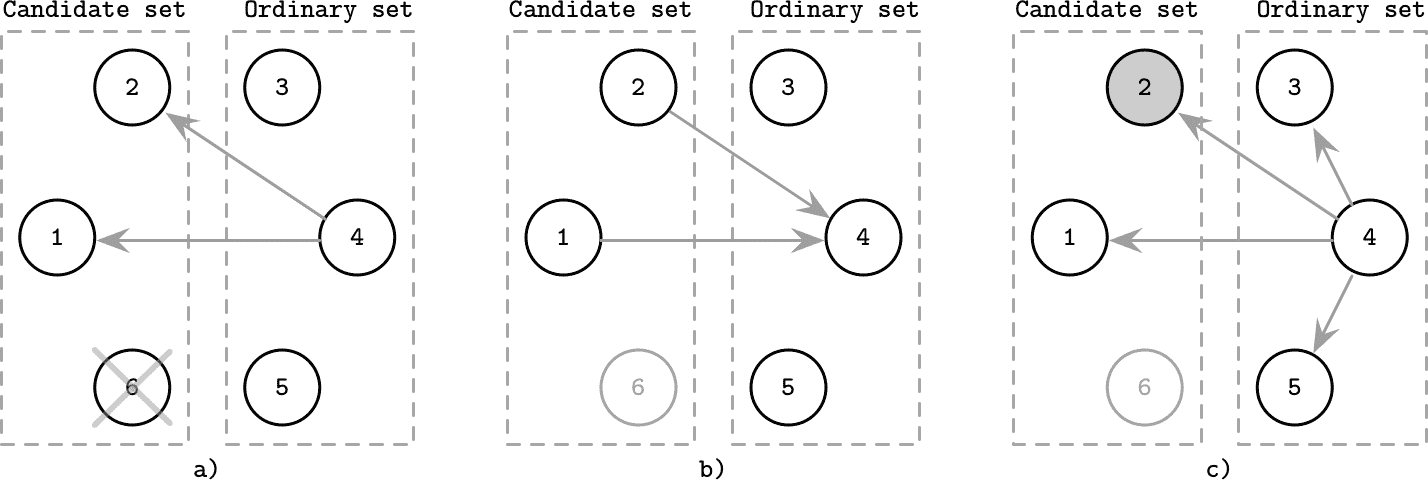 Candidate set Ordinary set Candidate set Ordinary set Candidate set Ordinary set
2 3 2 3 2 3
1 4 1 4 1 4
6 5 6 5 6 5
a) b) c)